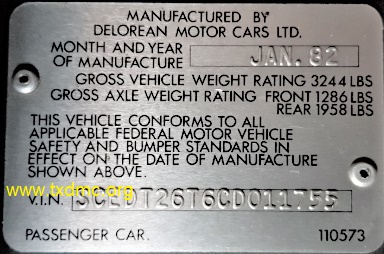 MANUFACTURED BY
DELOREAN MOTOR CARS LTD.
MONTH AND YEAR
OF MANUFACTURE JAN. 82
GROSS VEHICLE WEIGHT RATING 3244 LBS
GROSS AXLE WEIGHT RATING FRONT 1286 LBS
REAR 1958 LBS
THIS VEHICLE CONFORMS TO ALL
APPLICABLE FEDERAL MOTOR VEHICLE
SAFETY AND BUMPER STANDARDS IN
EFFECT ON THE DATE OF MANUFACTURE
SHOWN ABOVE.
www.txdmc.org
V.I.N. SCEDT26T6CD011755
PASSENGER CAR. 110573